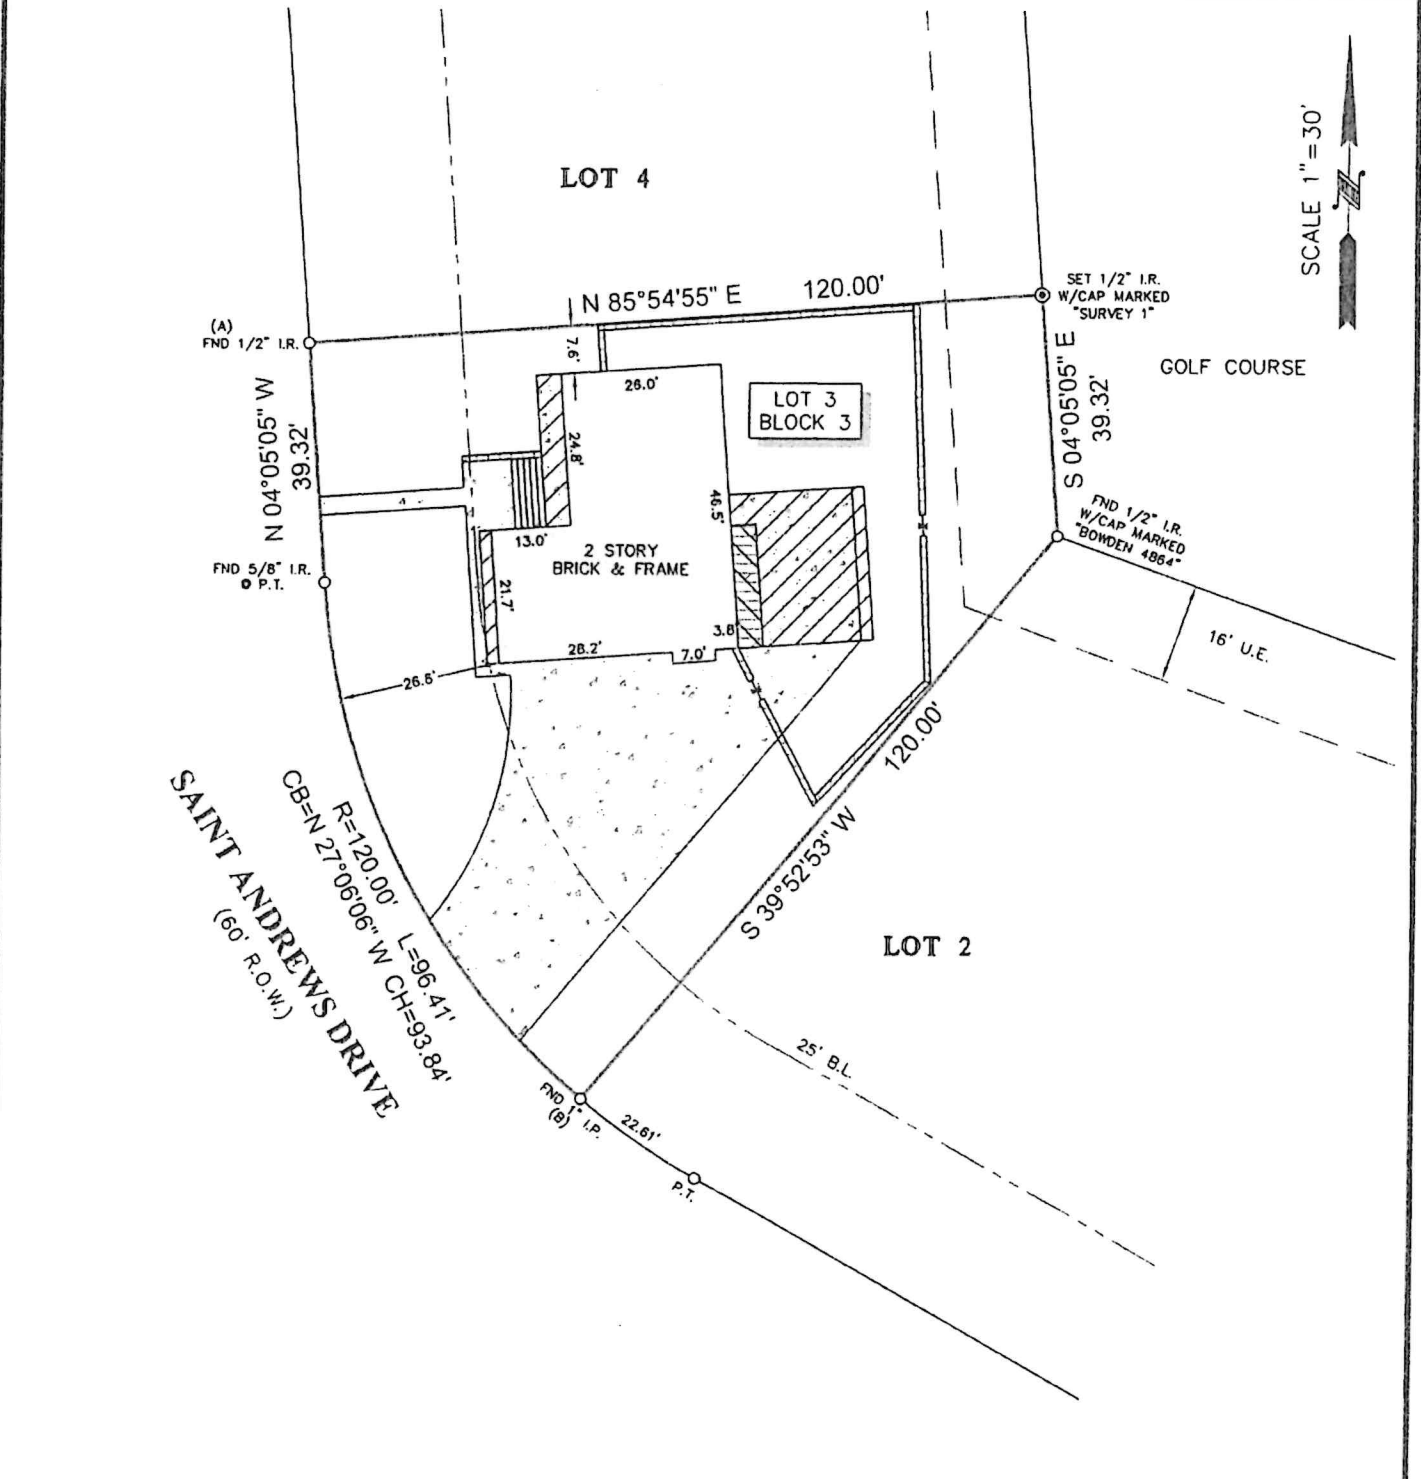 LOT 4
SCALE 1"=30'
N 85°54'55" E 120.00'
SET 1/2" I.R.
W/CAP MARKED
"SURVEY 1"
(A)
FND 1/2" I.R.
7.6'
26.0'
LOT 3
BLOCK 3
GOLF COURSE
N 04°05'05" W
39.32'
S 04°05'05" E
39.32'
24.8'
46.5'
FND 1/2" I.R.
W/CAP MARKED
"BOWDEN 4864"
13.0'
2 STORY
BRICK & FRAME
FND 5/8" I.R.
@ P.T.
21.7'
3.8'
16' U.E.
28.2'
7.0'
26.6'
120.00'
S 39°52'53" W
R=120.00' L=96.41'
CB=N 27°06'06" W CH=93.84'
SAINT ANDREWS DRIVE
(60' R.O.W.)
LOT 2
25' B.L.
FND 1" I.P.
(B)
22.61'
P.T.